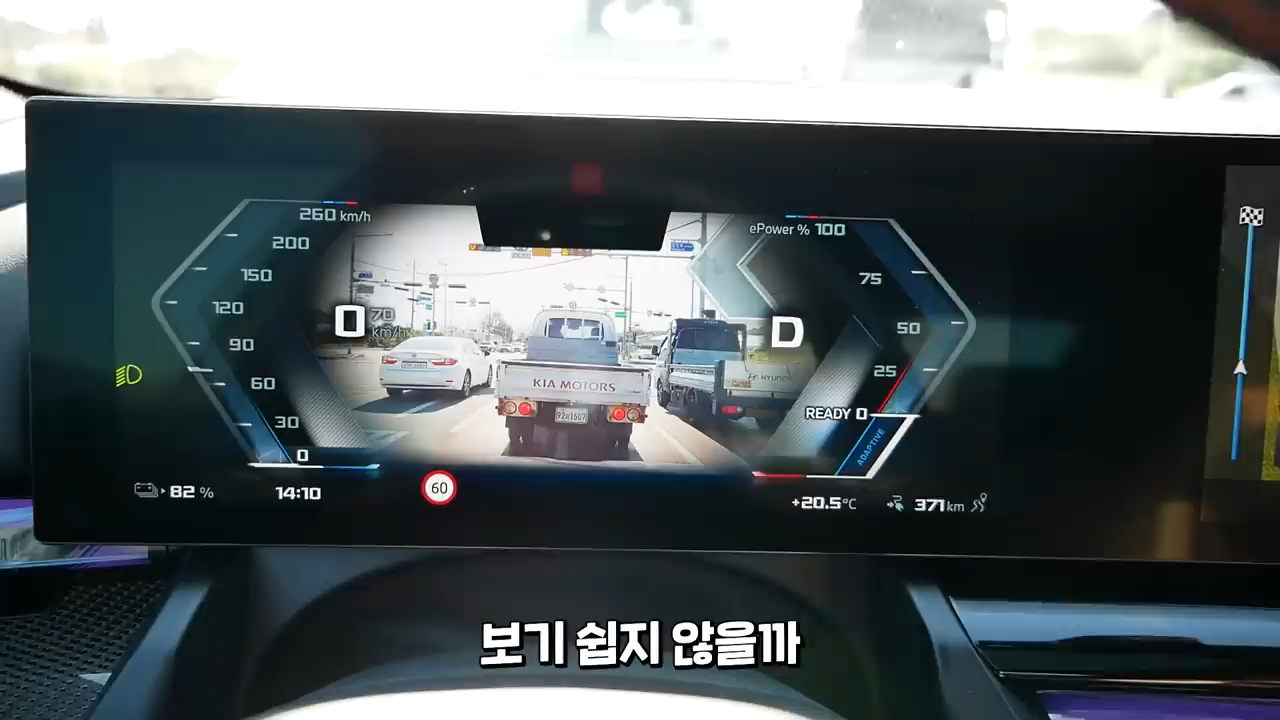 260 km/h
200
150
120
90
60
30
0
0 70 km/h
ePower % 100
75
50
25
READY 0
ADAPTIVE
D
KIA MOTORS
HYUNDAI
82 %
14:10
60
+20.5°C
371 km
보기 쉽지 않을까